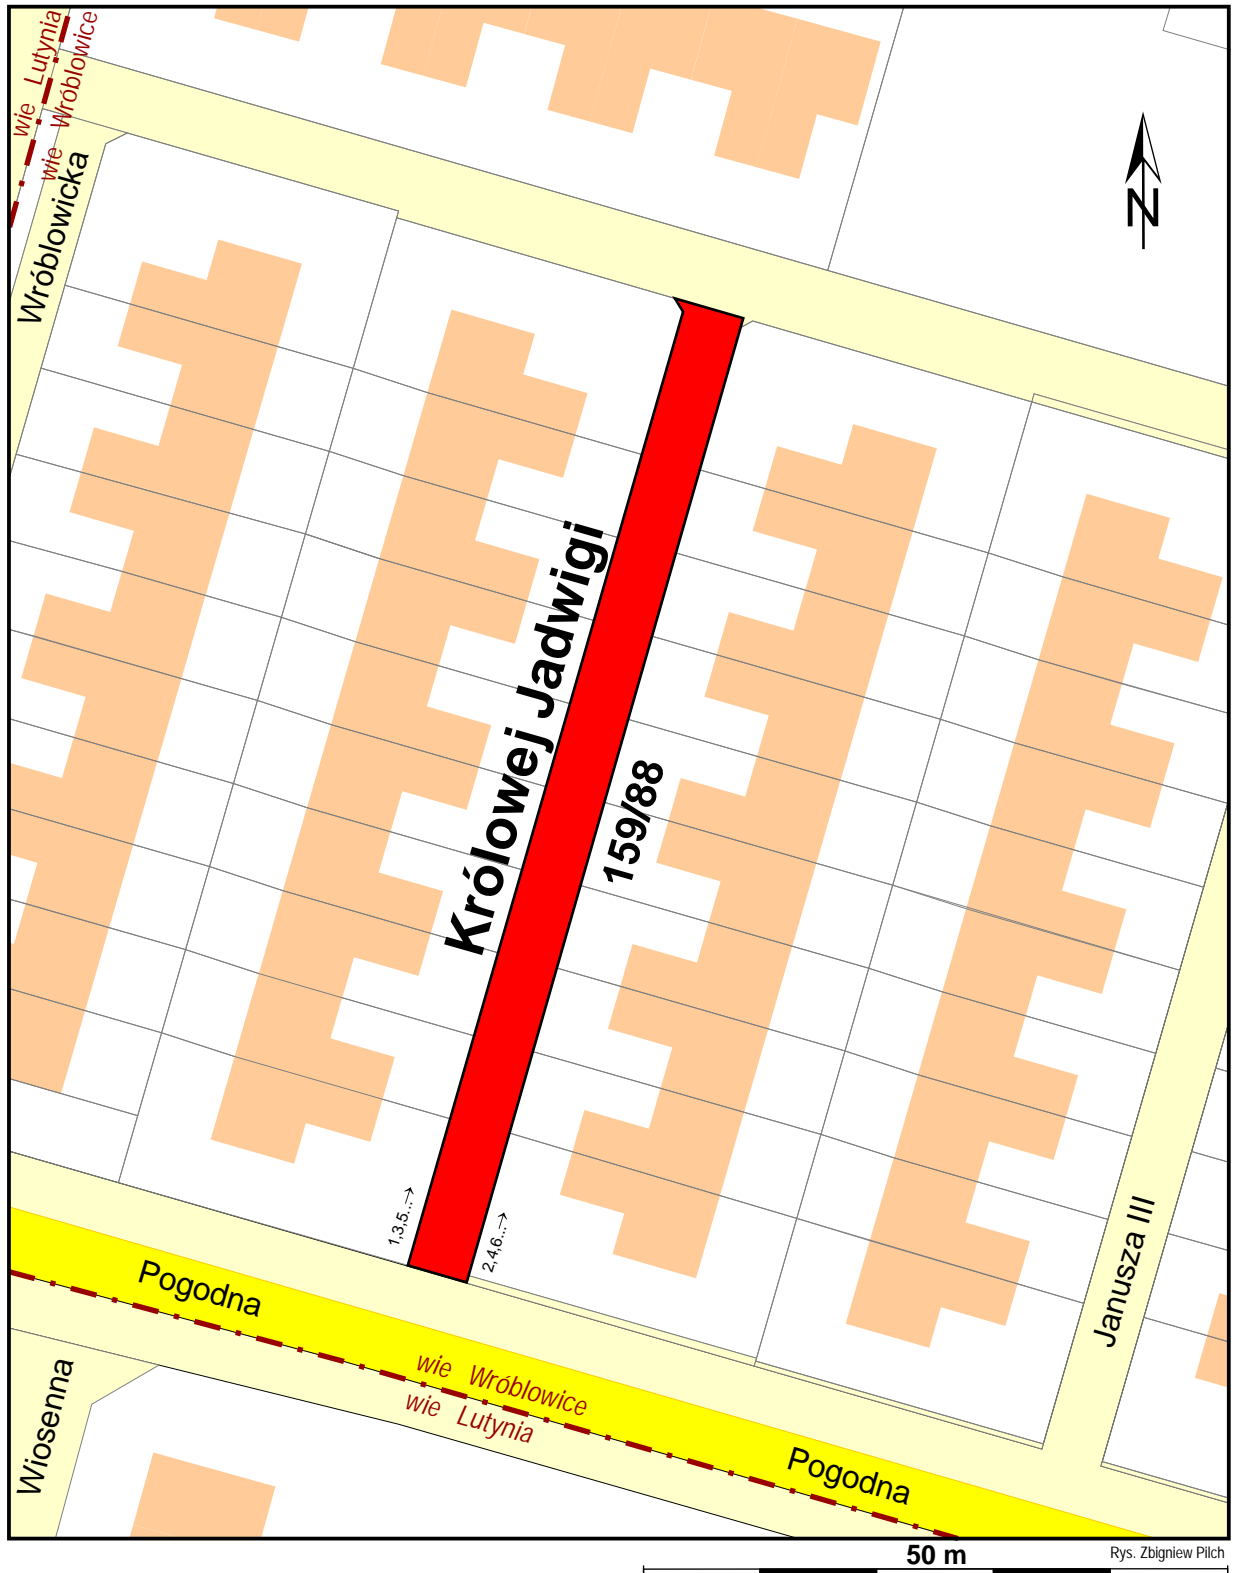 wie Lutynia
wie Wróblowice
Wróblowicka
N
Królowej Jadwigi
159/88
1,3,5...→
2,4,6...→
Janusza III
Pogodna
wie Wróblowice
wie Lutynia
Wiosenna
Pogodna
50 m
Rys. Zbigniew Pilch